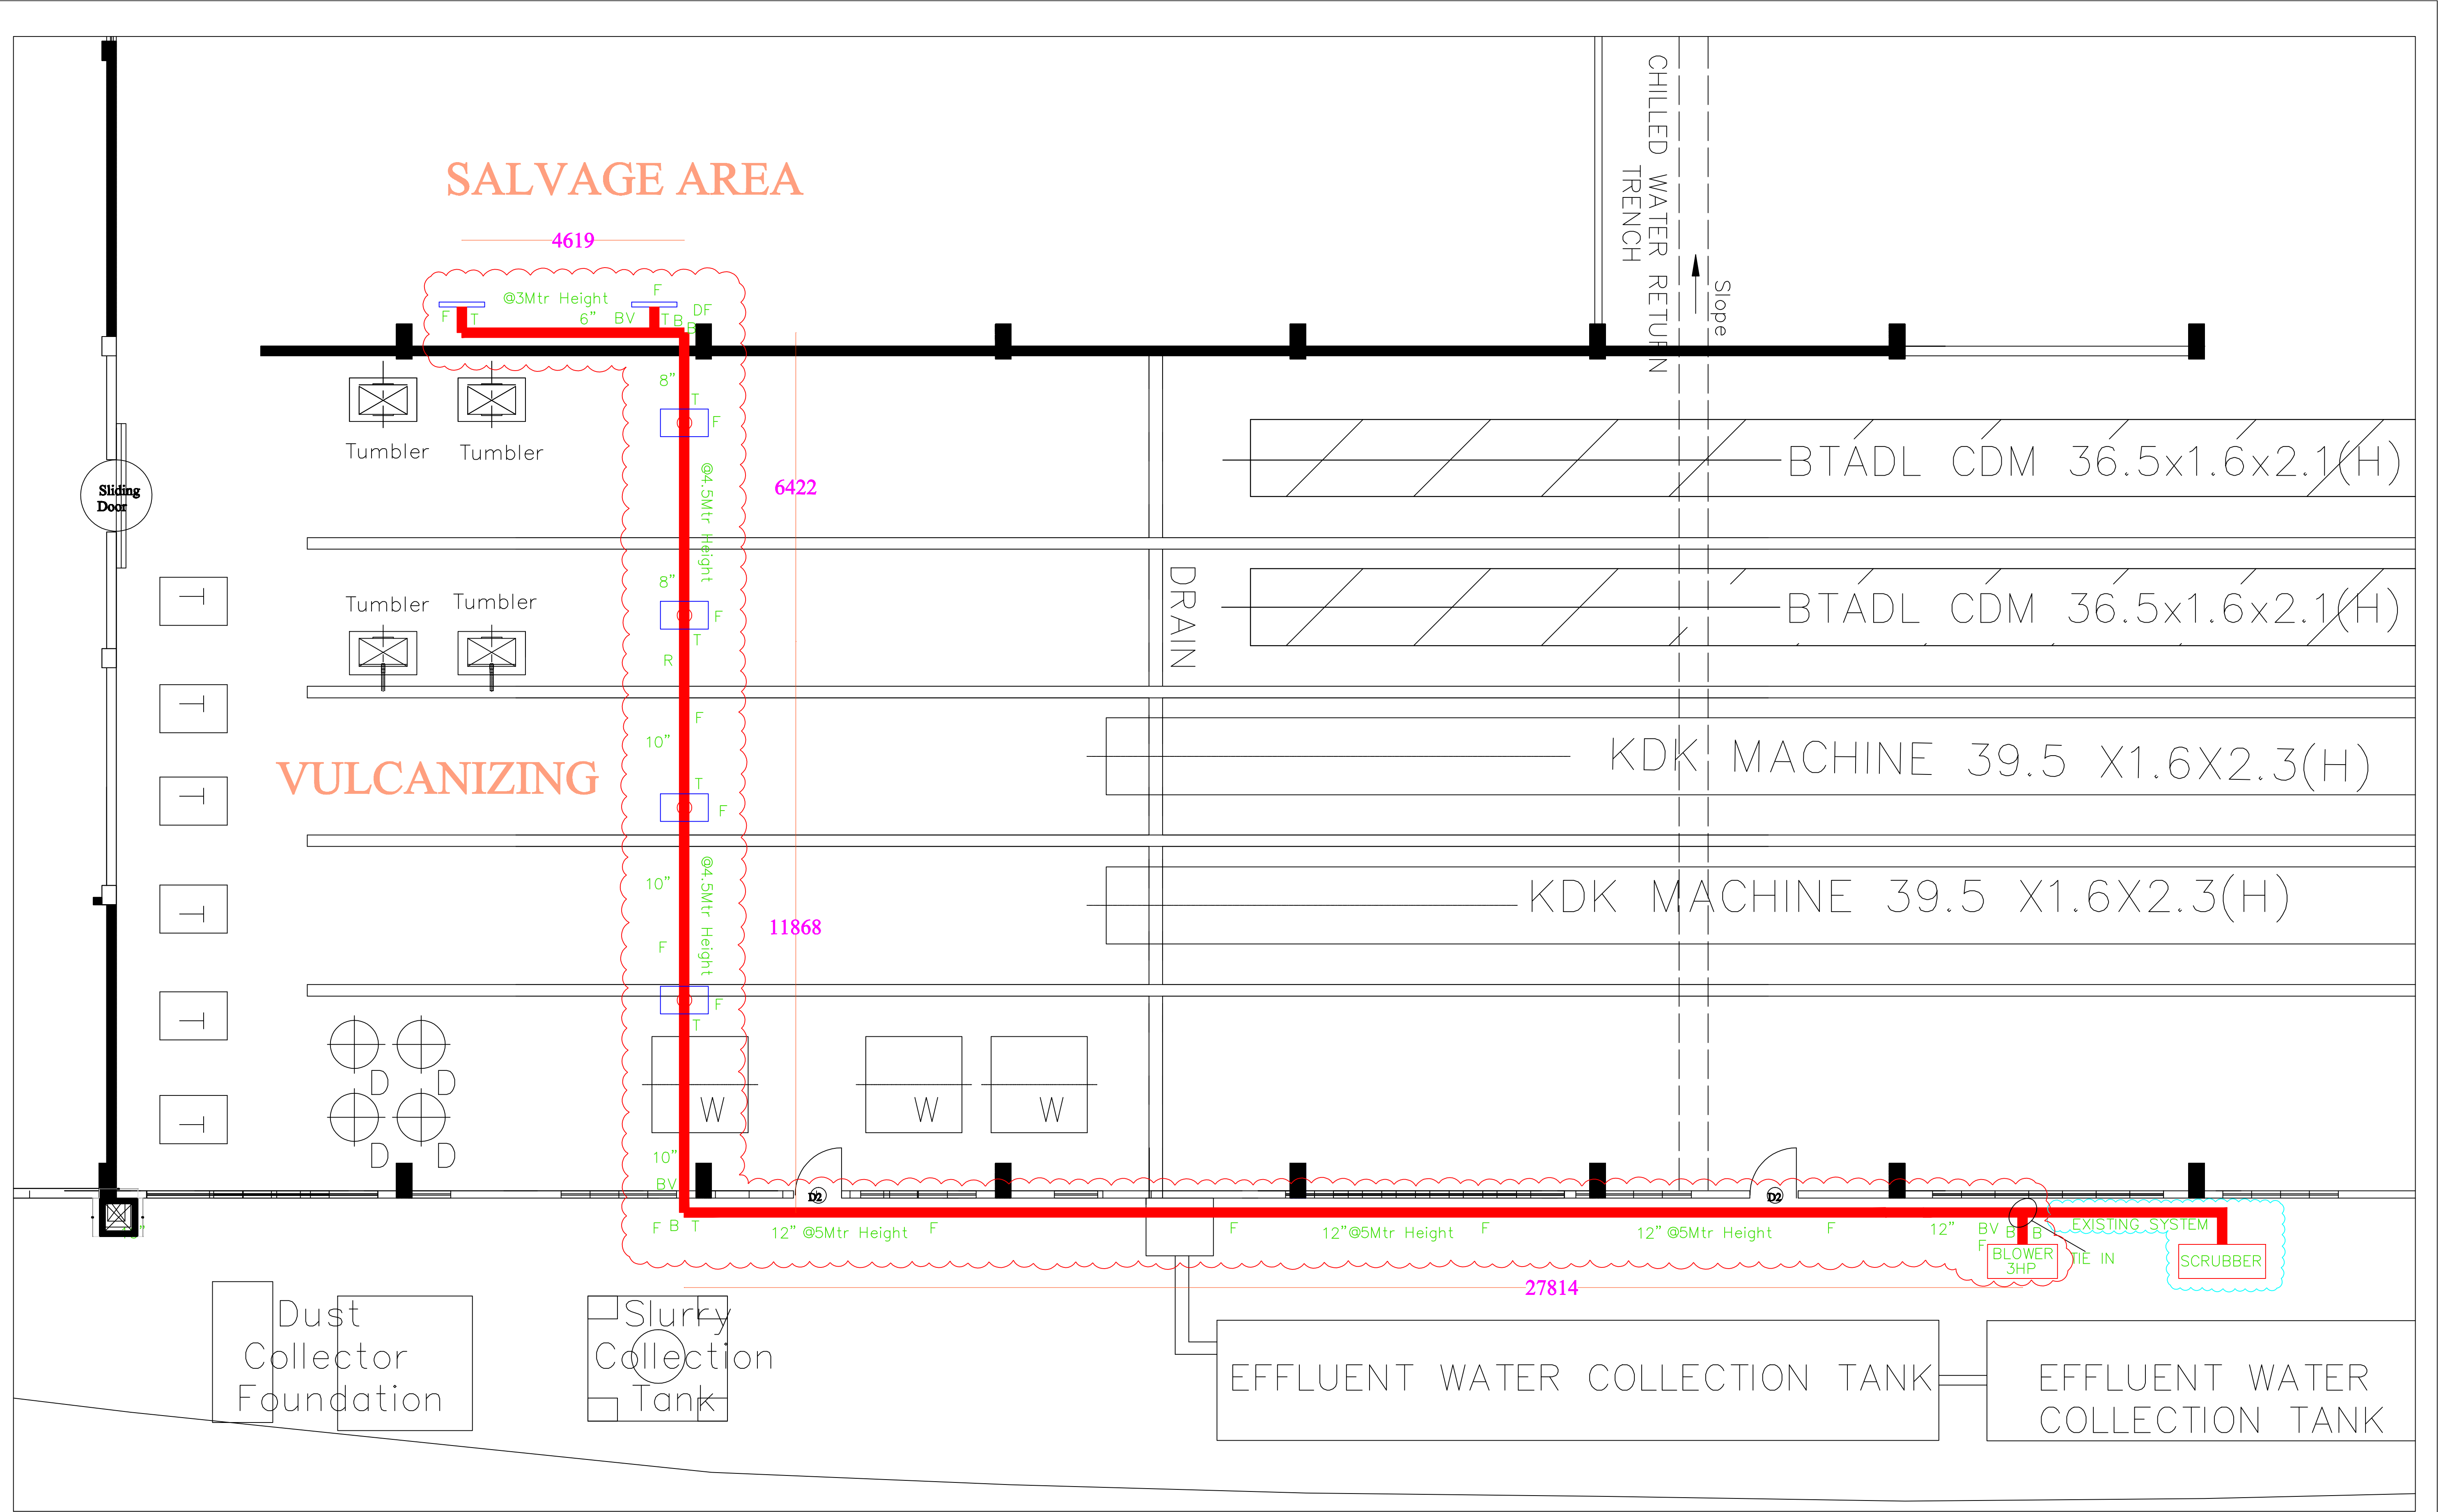 SALVAGE AREA
4619
@3Mtr Height
F
DF
F
T
6"
BV
T
B
B
CHILLED WATER RETURN
TRENCH
Slope
8"
T
F
Tumbler
Tumbler
BTADL CDM 36.5x1.6x2.1(H)
@4.5Mtr Height
6422
Sliding
Door
8"
F
T
R
Tumbler
Tumbler
DRAIN
BTADL CDM 36.5x1.6x2.1(H)
T
T
T
T
T
T
F
10"
T
F
VULCANIZING
KDK MACHINE 39.5 X1.6X2.3(H)
10"
@4.5Mtr Height
F
11868
KDK MACHINE 39.5 X1.6X2.3(H)
F
T
D
D
D
D
W
W
W
10"
BV
D2
D2
F
B
T
12" @5Mtr Height
F
F
12"@5Mtr Height
F
12" @5Mtr Height
F
12"
BV
B
B
F
EXISTING SYSTEM
BLOWER
3HP
TIE IN
SCRUBBER
27814
Dust
Collector
Foundation
Slurry
Collection
Tank
EFFLUENT WATER COLLECTION TANK
EFFLUENT WATER
COLLECTION TANK